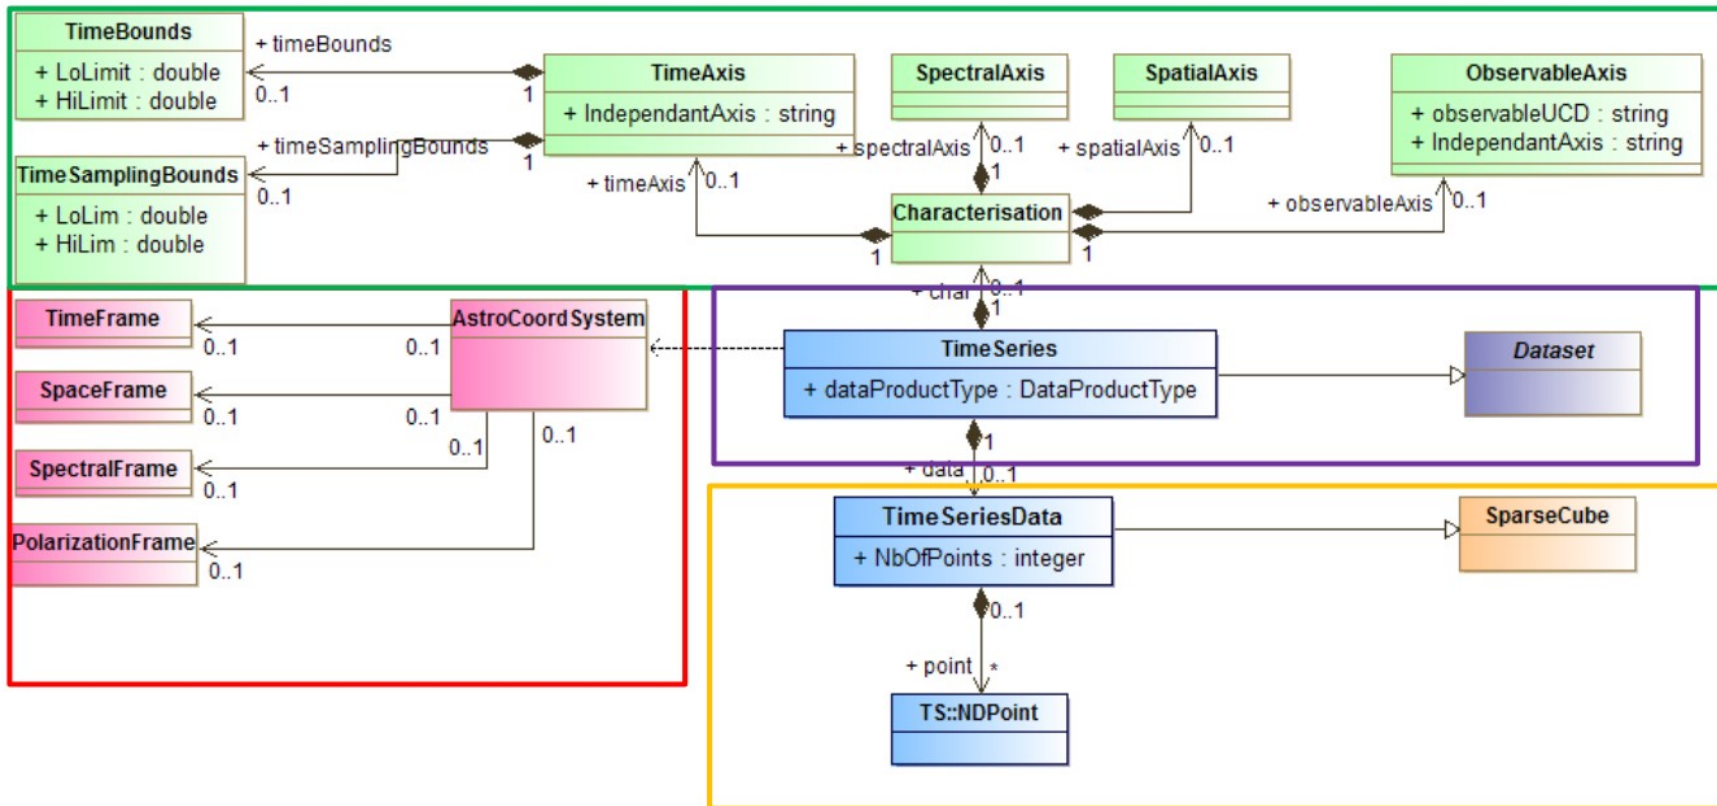 TimeBounds
+ LoLimit : double
+ HiLimit : double
+ timeBounds
0..1
1
TimeAxis
+ IndependantAxis : string
SpectralAxis
SpatialAxis
ObservableAxis
+ observableUCD : string
+ IndependantAxis : string
+ timeSamplingBounds
0..1
1
TimeSamplingBounds
+ LoLim : double
+ HiLim : double
+ timeAxis
0..1
+ spectralAxis
0..1
1
+ spatialAxis
0..1
+ observableAxis
0..1
Characterisation
1
1
+ char
0..1
1
TimeFrame
0..1
AstroCoordSystem
0..1
SpaceFrame
0..1
0..1
SpectralFrame
0..1
0..1
PolarizationFrame
0..1
0..1
TimeSeries
+ dataProductType : DataProductType
Dataset
1
+ data
0..1
TimeSeriesData
+ NbOfPoints : integer
SparseCube
0..1
+ point
*
TS::NDPoint